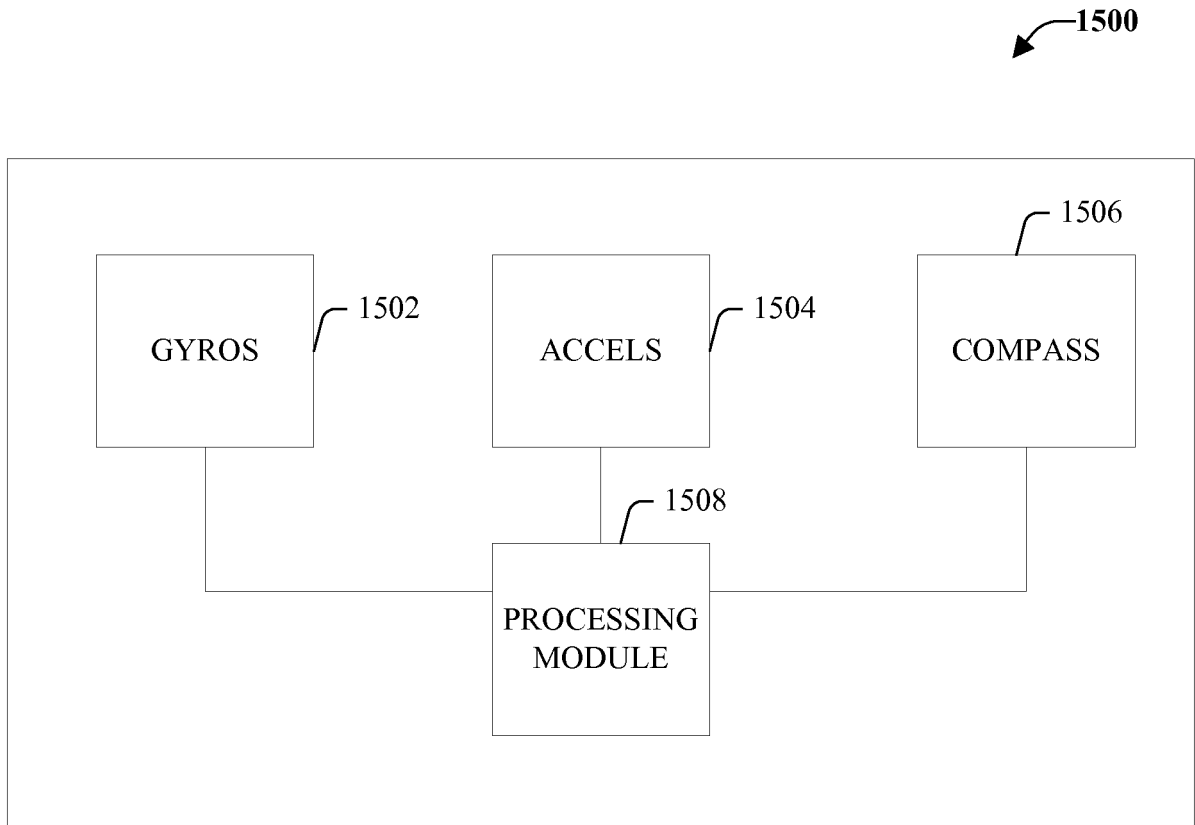 1500
1506
1502
1504
GYROS
ACCELS
COMPASS
1508
PROCESSING
MODULE